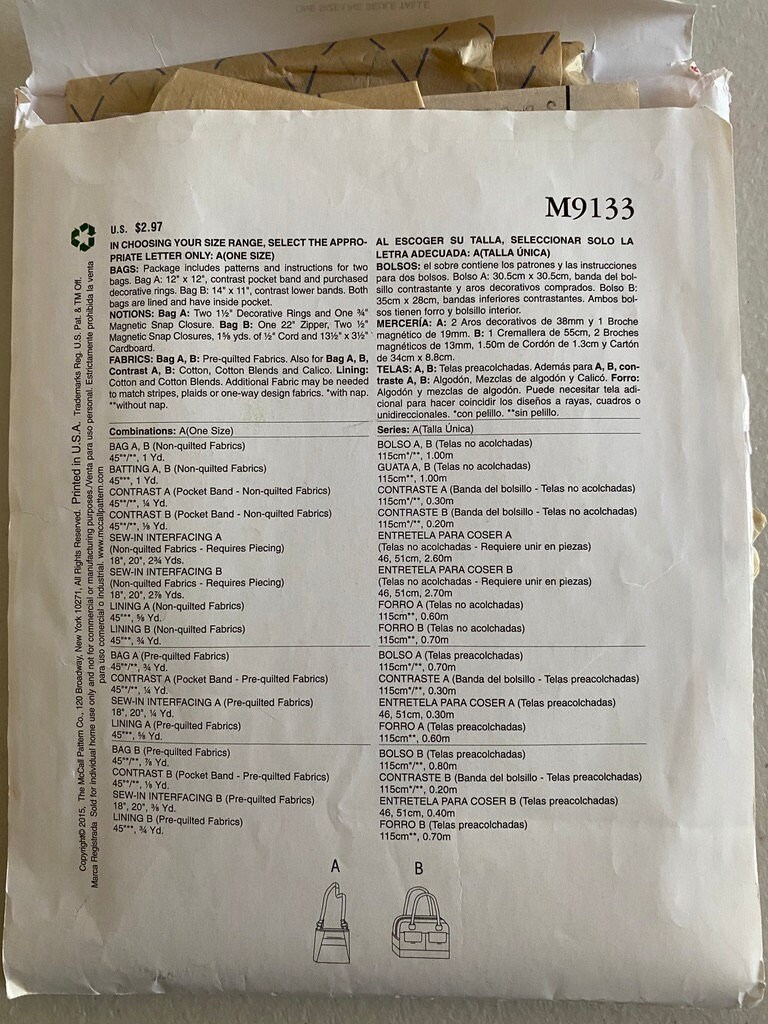 M9133
U.S. $2.97
IN CHOOSING YOUR SIZE RANGE, SELECT THE APPRO-
PRIATE LETTER ONLY: A(ONE SIZE)
BAGS: Package includes patterns and instructions for two
bags. Bag A: 12" x 12", contrast pocket band and purchased
decorative rings. Bag B: 14" x 11", contrast lower bands. Both
bags are lined and have inside pocket.
NOTIONS: Bag A: Two 1½" Decorative Rings and One ¾"
Magnetic Snap Closure. Bag B: One 22" Zipper, Two ½"
Magnetic Snap Closures, 1⅝ yds. of ½" Cord and 13½" x 3½"
Cardboard.
FABRICS: Bag A, B: Pre-quilted Fabrics. Also for Bag A, B,
Contrast A, B: Cotton, Cotton Blends and Calico. Lining:
Cotton and Cotton Blends. Additional Fabric may be needed
to match stripes, plaids or one-way design fabrics. *with nap.
**without nap.
Combinations: A(One Size)
BAG A, B (Non-quilted Fabrics)
45"*/**, 1 Yd.
BATTING A, B (Non-quilted Fabrics)
45"**, 1 Yd.
CONTRAST A (Pocket Band - Non-quilted Fabrics)
45"*/**, ¼ Yd.
CONTRAST B (Pocket Band - Non-quilted Fabrics)
45"*/**, ⅛ Yd.
SEW-IN INTERFACING A
(Non-quilted Fabrics - Requires Piecing)
18", 20", 2¾ Yds.
SEW-IN INTERFACING B
(Non-quilted Fabrics - Requires Piecing)
18", 20", 2⅞ Yds.
LINING A (Non-quilted Fabrics)
45"**, ⅝ Yd.
LINING B (Non-quilted Fabrics)
45"**, ¾ Yd.
BAG A (Pre-quilted Fabrics)
45"*/**, ¾ Yd.
CONTRAST A (Pocket Band - Pre-quilted Fabrics)
45"*/**, ¼ Yd.
SEW-IN INTERFACING A (Pre-quilted Fabrics)
18", 20", ¼ Yd.
LINING A (Pre-quilted Fabrics)
45"**, ⅝ Yd.
BAG B (Pre-quilted Fabrics)
45"*/**, ⅞ Yd.
CONTRAST B (Pocket Band - Pre-quilted Fabrics)
45"*/**, ⅛ Yd.
SEW-IN INTERFACING B (Pre-quilted Fabrics)
18", 20", ⅜ Yd.
LINING B (Pre-quilted Fabrics)
45"**, ¾ Yd.
AL ESCOGER SU TALLA, SELECCIONAR SOLO LA
LETRA ADECUADA: A(TALLA ÚNICA)
BOLSOS: el sobre contiene los patrones y las instrucciones
para dos bolsos. Bolso A: 30.5cm x 30.5cm, banda del bol-
sillo contrastante y aros decorativos comprados. Bolso B:
35cm x 28cm, bandas inferiores contrastantes. Ambos bol-
sos tienen forro y bolsillo interior.
MERCERÍA: A: 2 Aros decorativos de 38mm y 1 Broche
magnético de 19mm. B: 1 Cremallera de 55cm, 2 Broches
magnéticos de 13mm, 1.50m de Cordón de 1.3cm y Cartón
de 34cm x 8.8cm.
TELAS: A, B: Telas preacolchadas. Además para A, B, con-
traste A, B: Algodón, Mezclas de algodón y Calicó. Forro:
Algodón y mezclas de algodón. Puede necesitar tela adi-
cional para hacer coincidir los diseños a rayas, cuadros o
unidireccionales. *con pelillo. **sin pelillo.
Series: A(Talla Única)
BOLSO A, B (Telas no acolchadas)
115cm*/**, 1.00m
GUATA A, B (Telas no acolchadas)
115cm**, 1.00m
CONTRASTE A (Banda del bolsillo - Telas no acolchadas)
115cm*/**, 0.30m
CONTRASTE B (Banda del bolsillo - Telas no acolchadas)
115cm*/**, 0.20m
ENTRETELA PARA COSER A
(Telas no acolchadas - Requiere unir en piezas)
46, 51cm, 2.60m
ENTRETELA PARA COSER B
(Telas no acolchadas - Requiere unir en piezas)
46, 51cm, 2.70m
FORRO A (Telas no acolchadas)
115cm**, 0.60m
FORRO B (Telas no acolchadas)
115cm**, 0.70m
BOLSO A (Telas preacolchadas)
115cm*/**, 0.70m
CONTRASTE A (Banda del bolsillo - Telas preacolchadas)
115cm*/**, 0.30m
ENTRETELA PARA COSER A (Telas preacolchadas)
46, 51cm, 0.30m
FORRO A (Telas preacolchadas)
115cm**, 0.60m
BOLSO B (Telas preacolchadas)
115cm*/**, 0.80m
CONTRASTE B (Banda del bolsillo - Telas preacolchadas)
115cm*/**, 0.20m
ENTRETELA PARA COSER B (Telas preacolchadas)
46, 51cm, 0.40m
FORRO B (Telas preacolchadas)
115cm**, 0.70m
A B
Copyright© 2015, The McCall Pattern Co., 120 Broadway, New York 10271, All Rights Reserved. Printed in U.S.A. Trademarks Reg. U.S. Pat. & TM Off.
Marca Registrada Sold for individual home use only and not for commercial or manufacturing purposes./Venta para uso personal. Estrictamente prohibida la venta
para uso comercial o industrial. www.mccallpattern.com